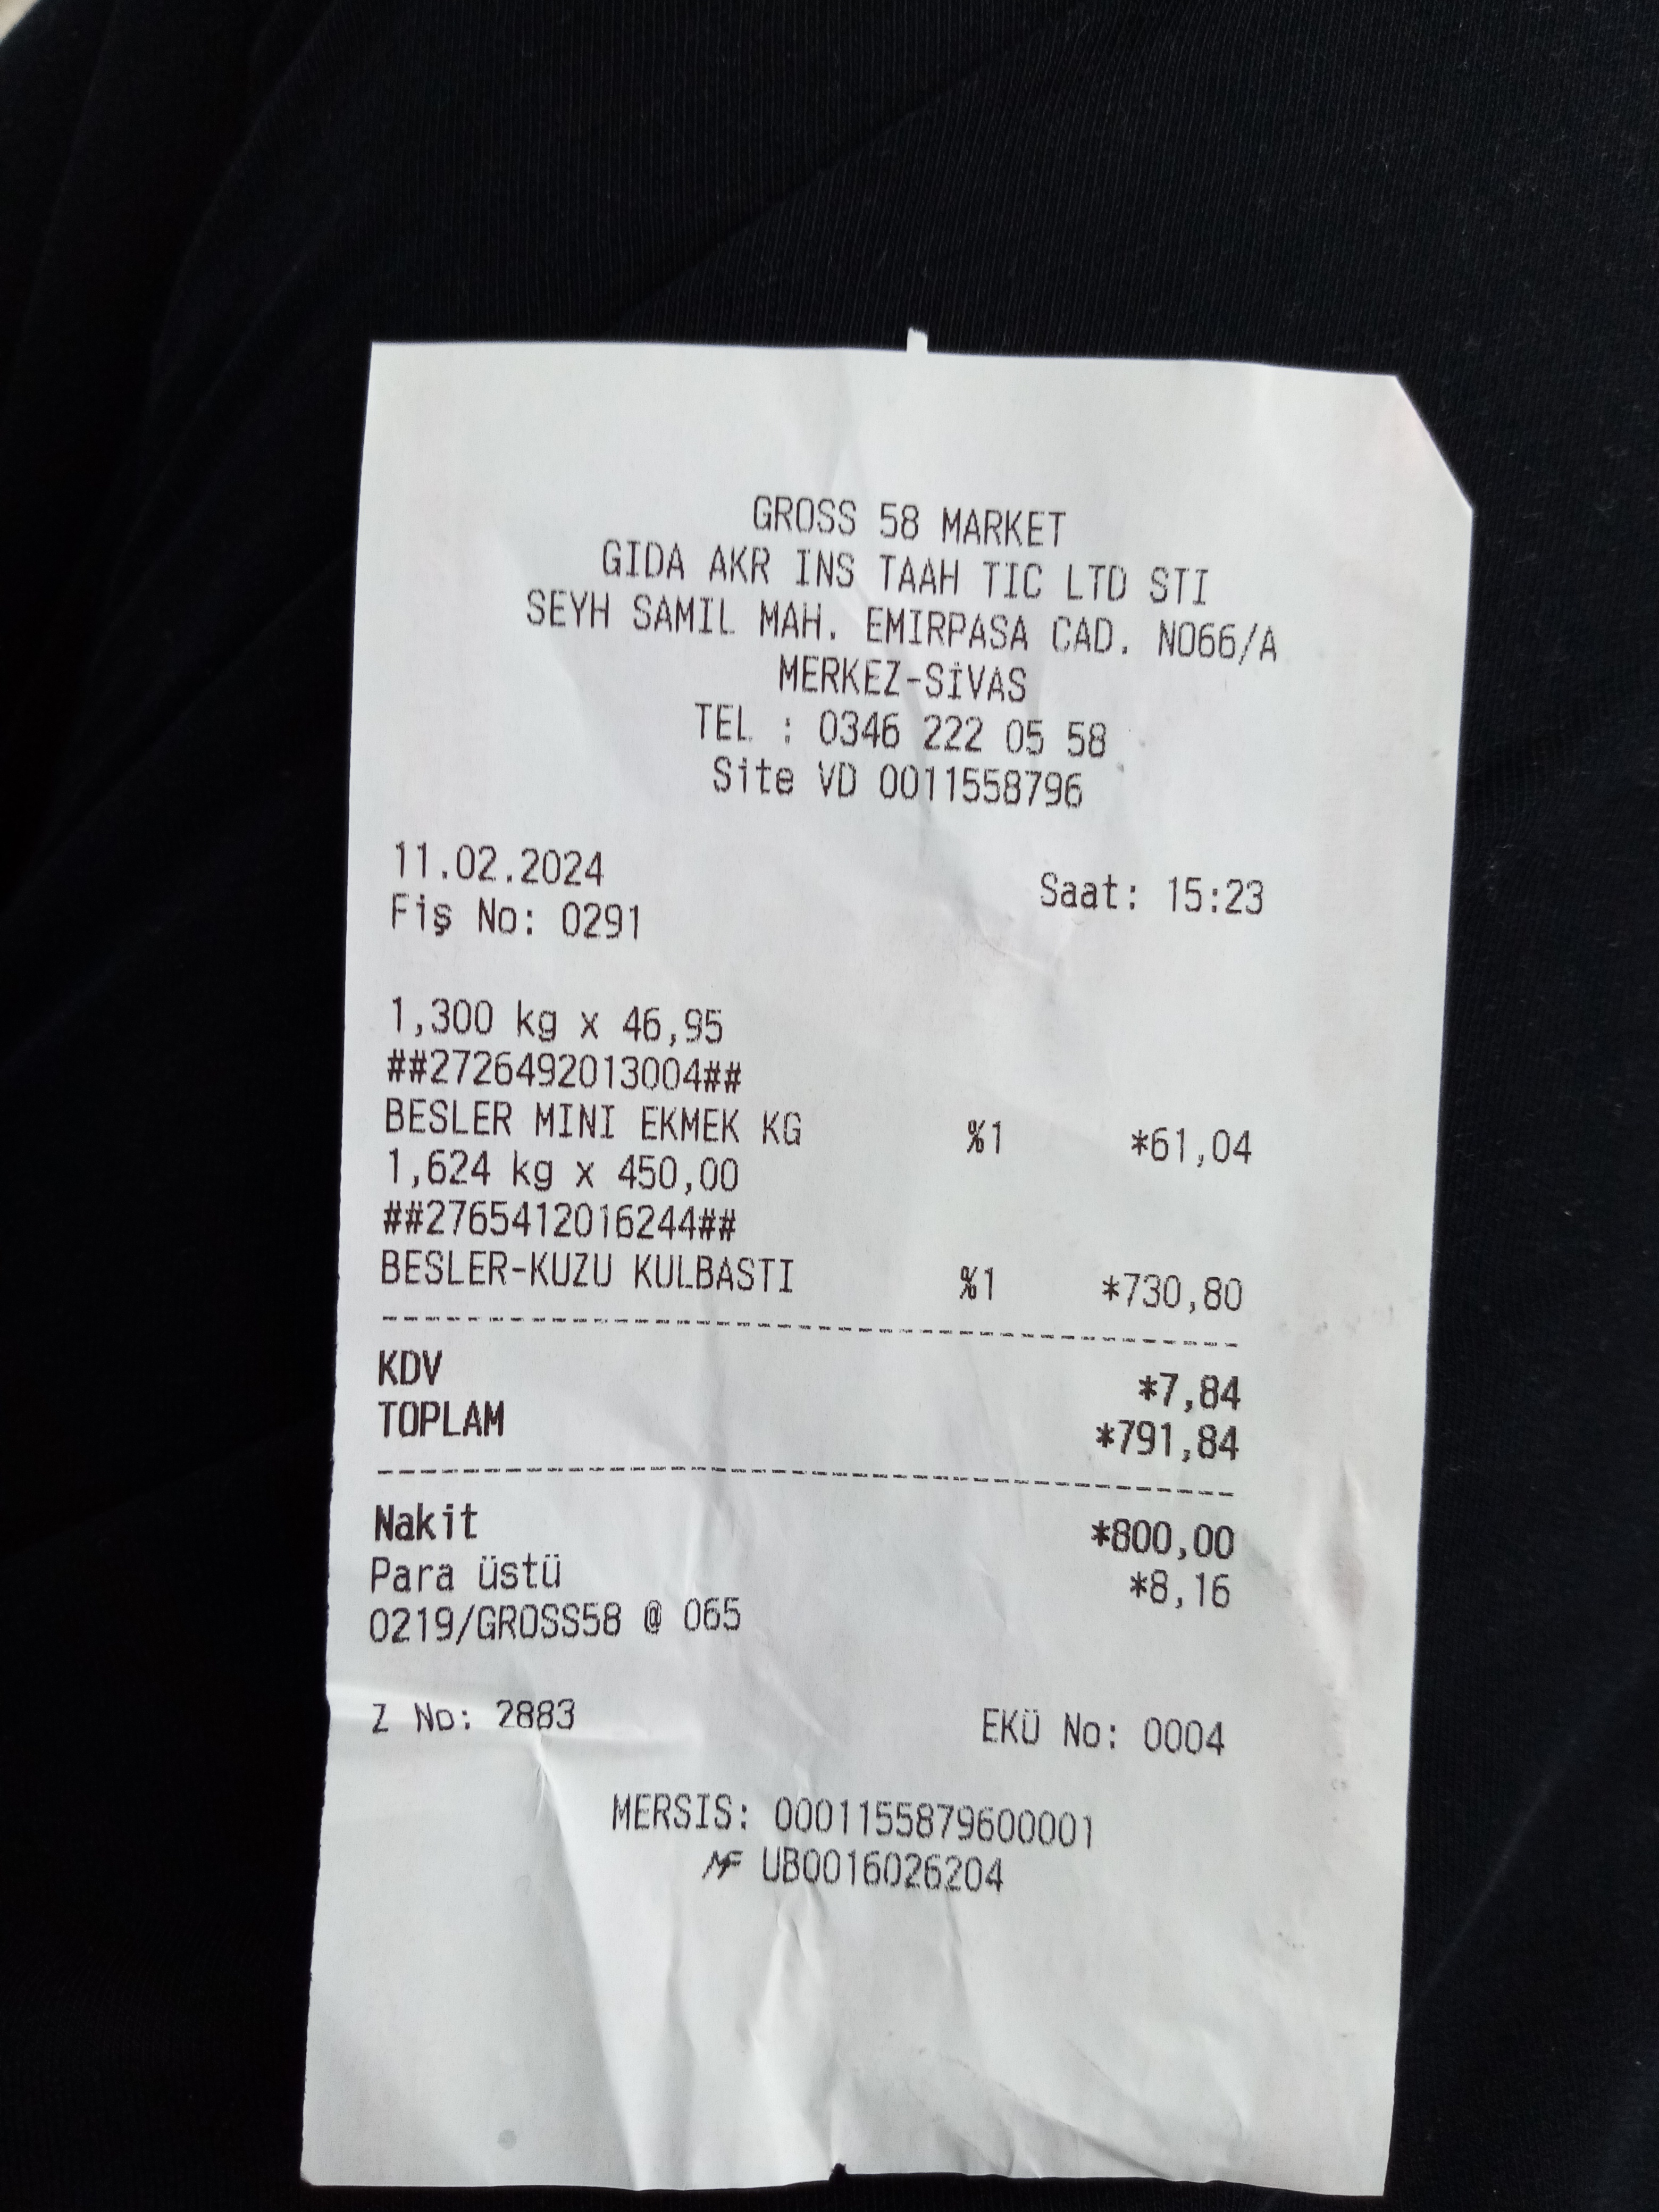 GROSS 58 MARKET
GIDA AKR INS TAAH TIC LTD STI
SEYH SAMIL MAH. EMIRPASA CAD. NO66/A
MERKEZ-SİVAS
TEL : 0346 222 05 58
Site VD 0011558796
11.02.2024 Saat: 15:23
Fiş No: 0291
1,300 kg x 46,95
##2726492013004##
BESLER MINI EKMEK KG %1 *61,04
1,624 kg x 450,00
##2765412016244##
BESLER-KUZU KULBASTI %1 *730,80
KDV *7,84
TOPLAM *791,84
Nakit *800,00
Para üstü *8,16
0219/GROSS58 @ 065
Z No: 2883 EKÜ No: 0004
MERSIS: 0001155879600001
MF UB0016026204